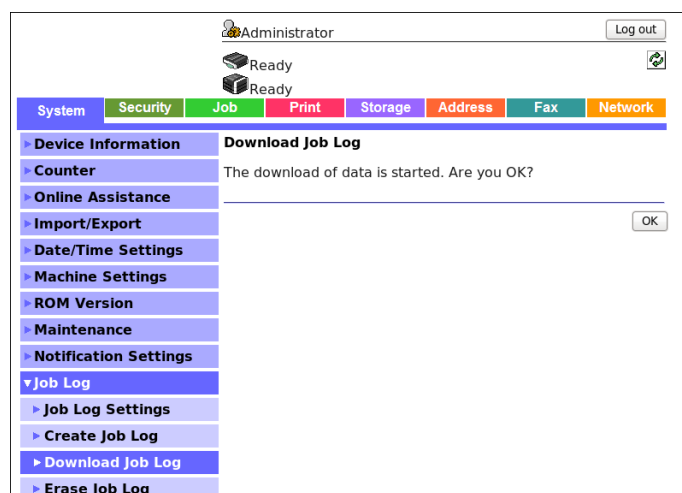 Administrator
Log out
Ready
Ready
System
Security
Job
Print
Storage
Address
Fax
Network
Device Information
Counter
Online Assistance
Import/Export
Date/Time Settings
Machine Settings
ROM Version
Maintenance
Notification Settings
Job Log
Job Log Settings
Create Job Log
Download Job Log
Erase Job Log
Download Job Log
The download of data is started. Are you OK?
OK